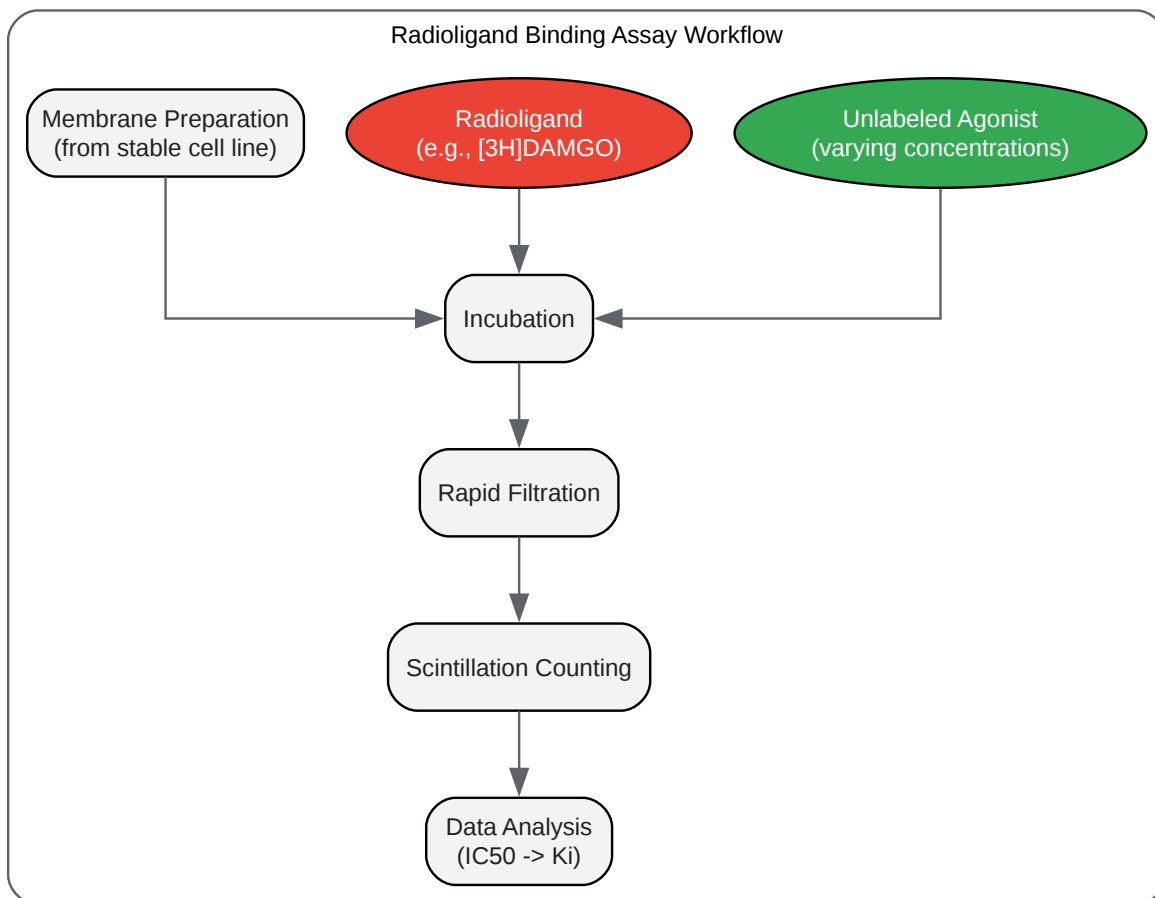 Radioligand Binding Assay Workflow
Membrane Preparation
(from stable cell line)
Radioligand
(e.g., [3H]DAMGO)
Unlabeled Agonist
(varying concentrations)
Incubation
Rapid Filtration
Scintillation Counting
Data Analysis
(IC50 -> Ki)